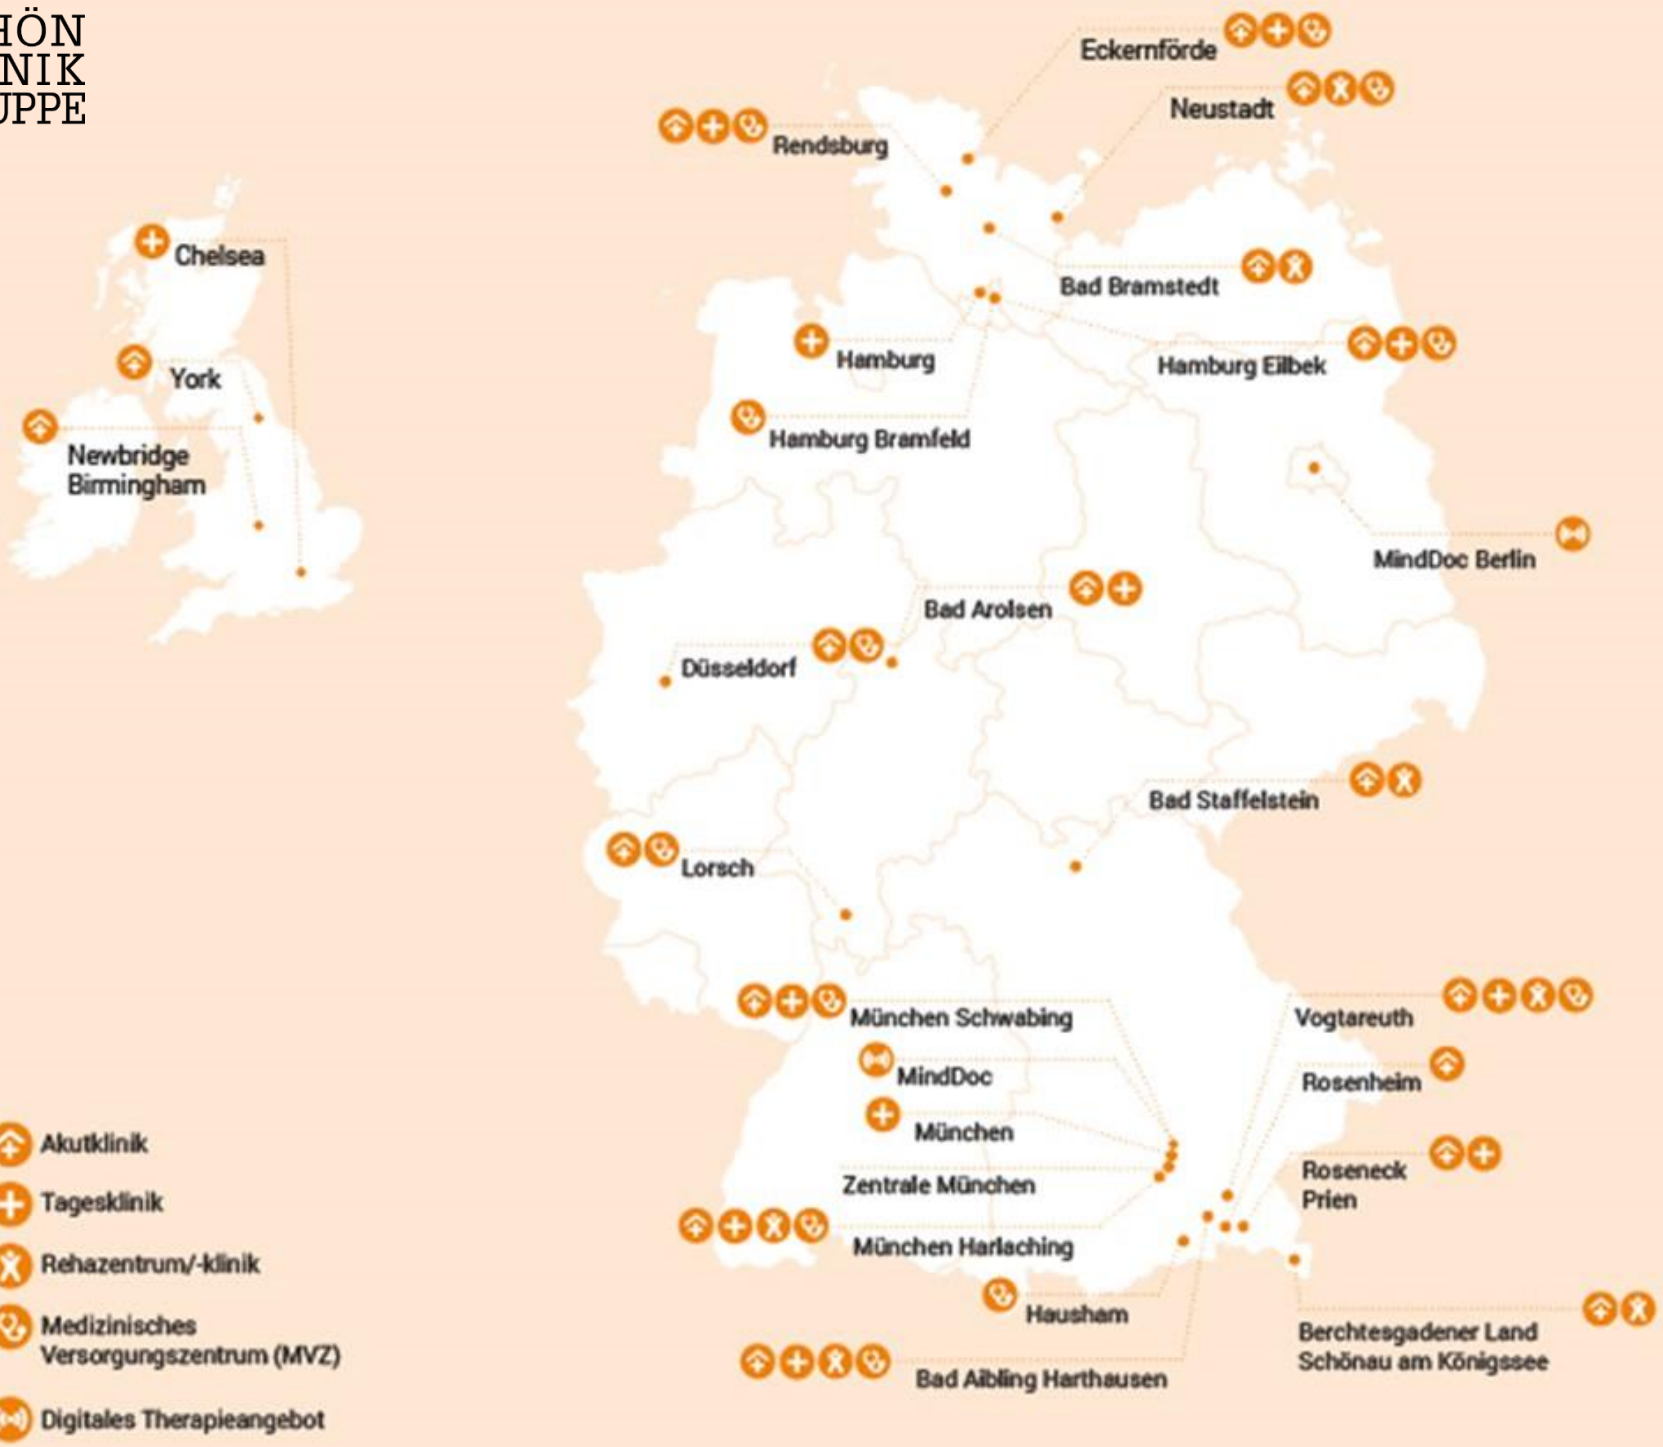 HÖN
NIK
UPPE
Eckernförde
Neustadt
Rendsburg
Chelsea
Bad Bramstedt
Hamburg
Hamburg Eilbek
York
Hamburg Bramfeld
Newbridge
Birmingham
MindDoc Berlin
Bad Arolsen
Düsseldorf
Bad Staffelstein
Lorsch
München Schwabing
Vogtareuth
MindDoc
Rosenheim
München
Roseneck
Prien
Zentrale München
München Harlaching
Hausham
Berchtesgadener Land
Schönau am Königssee
Bad Aibling Harthausen
Akutklinik
Tagesklinik
Rehazentrum/-klinik
Medizinisches
Versorgungszentrum (MVZ)
Digitales Therapieangebot